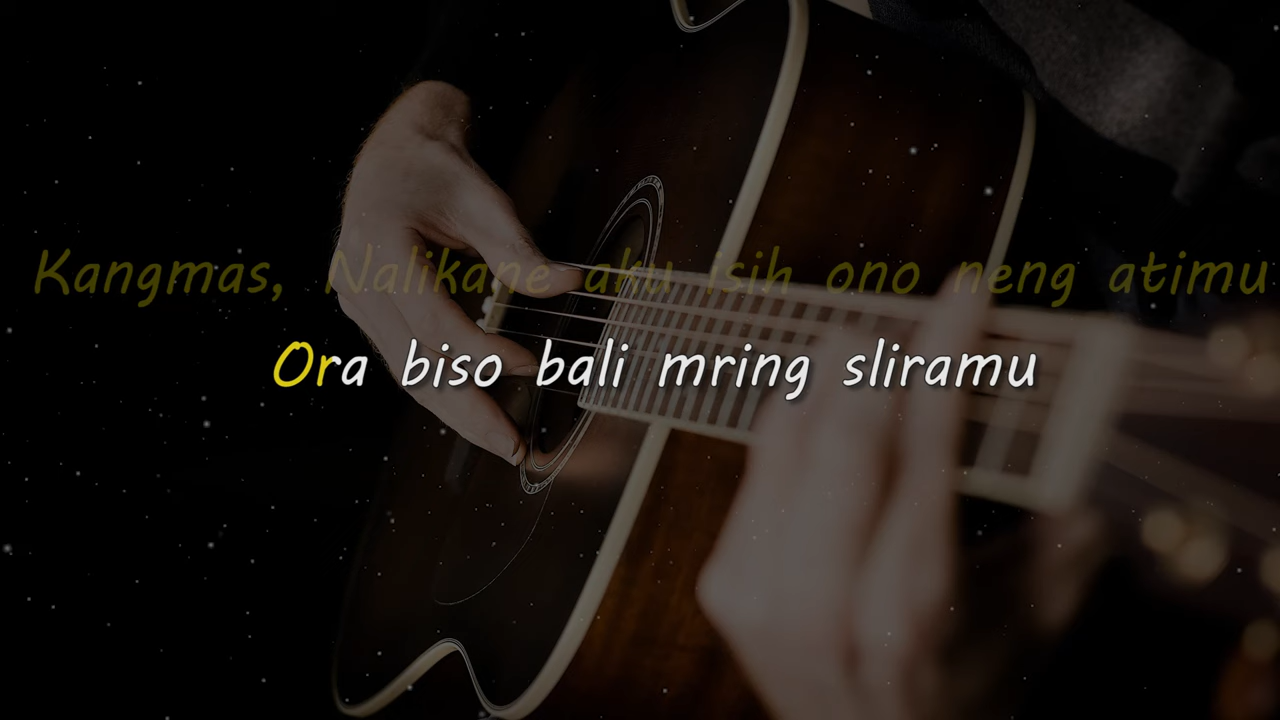 Kangmas, Nalikane aku isih ono neng atimu
Ora biso bali mring sliramu